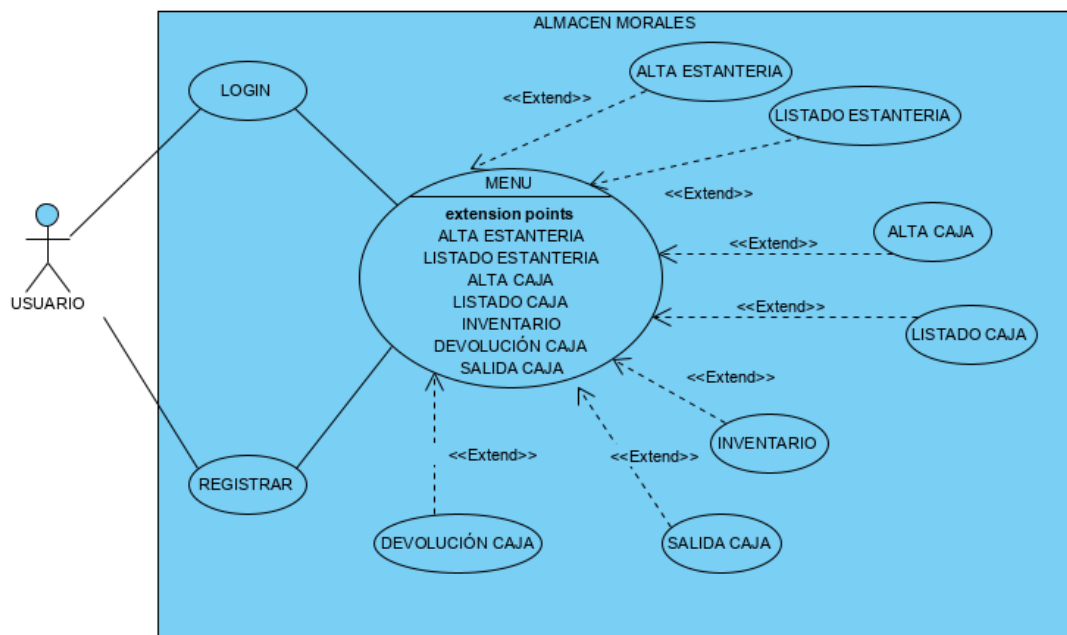 ALMACEN MORALES
LOGIN
ALTA ESTANTERIA
<<Extend>>
LISTADO ESTANTERIA
MENU
<<Extend>>
extension points
ALTA ESTANTERIA
LISTADO ESTANTERIA
ALTA CAJA
LISTADO CAJA
INVENTARIO
DEVOLUCIÓN CAJA
SALIDA CAJA
ALTA CAJA
<<Extend>>
USUARIO
<<Extend>>
LISTADO CAJA
<<Extend>>
INVENTARIO
<<Extend>>
<<Extend>>
REGISTRAR
DEVOLUCIÓN CAJA
SALIDA CAJA